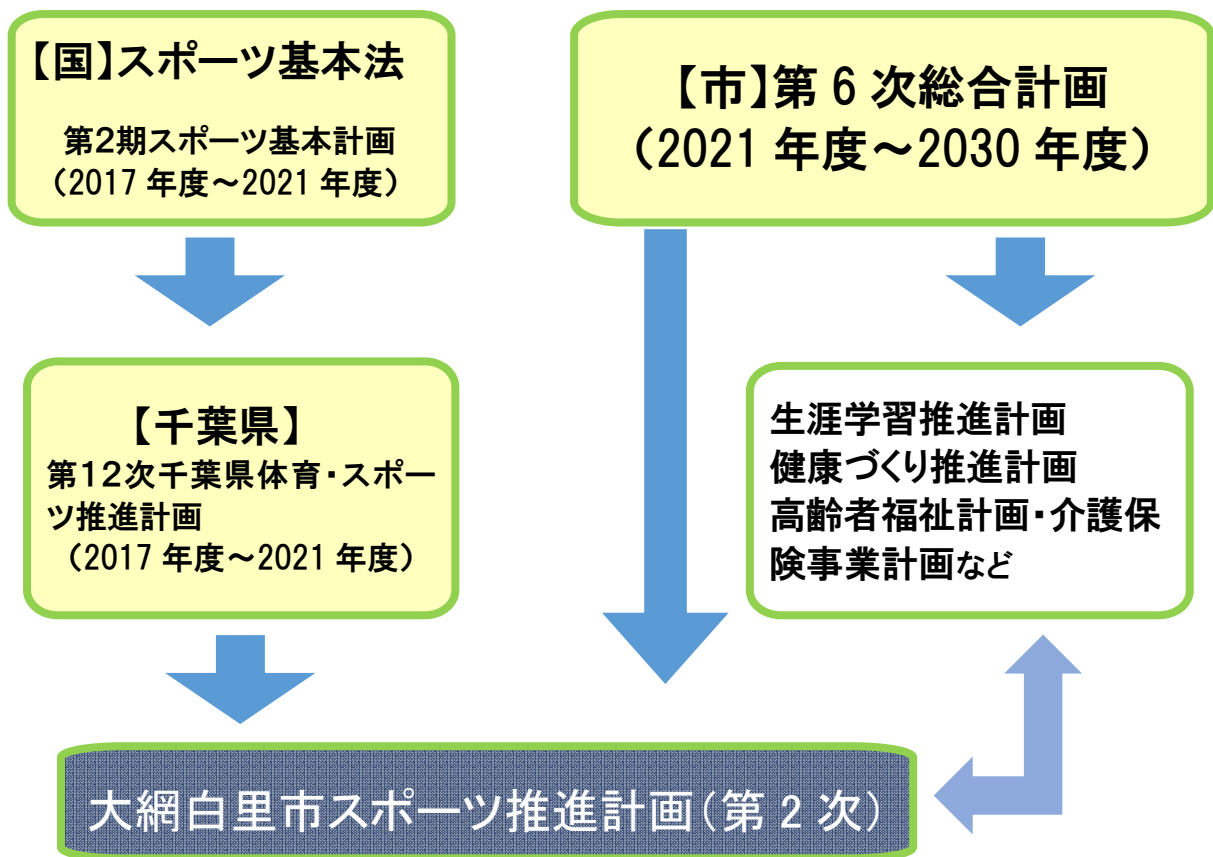 【国】スポーツ基本法
第２期スポーツ基本計画
（2017 年度～2021 年度）
【市】第 6 次総合計画
（2021 年度～2030 年度）
【千葉県】
第１２次千葉県体育・スポー
ツ推進計画
（2017 年度～2021 年度）
生涯学習推進計画
健康づくり推進計画
高齢者福祉計画・介護保
険事業計画など
大網白里市スポーツ推進計画（第 2 次）